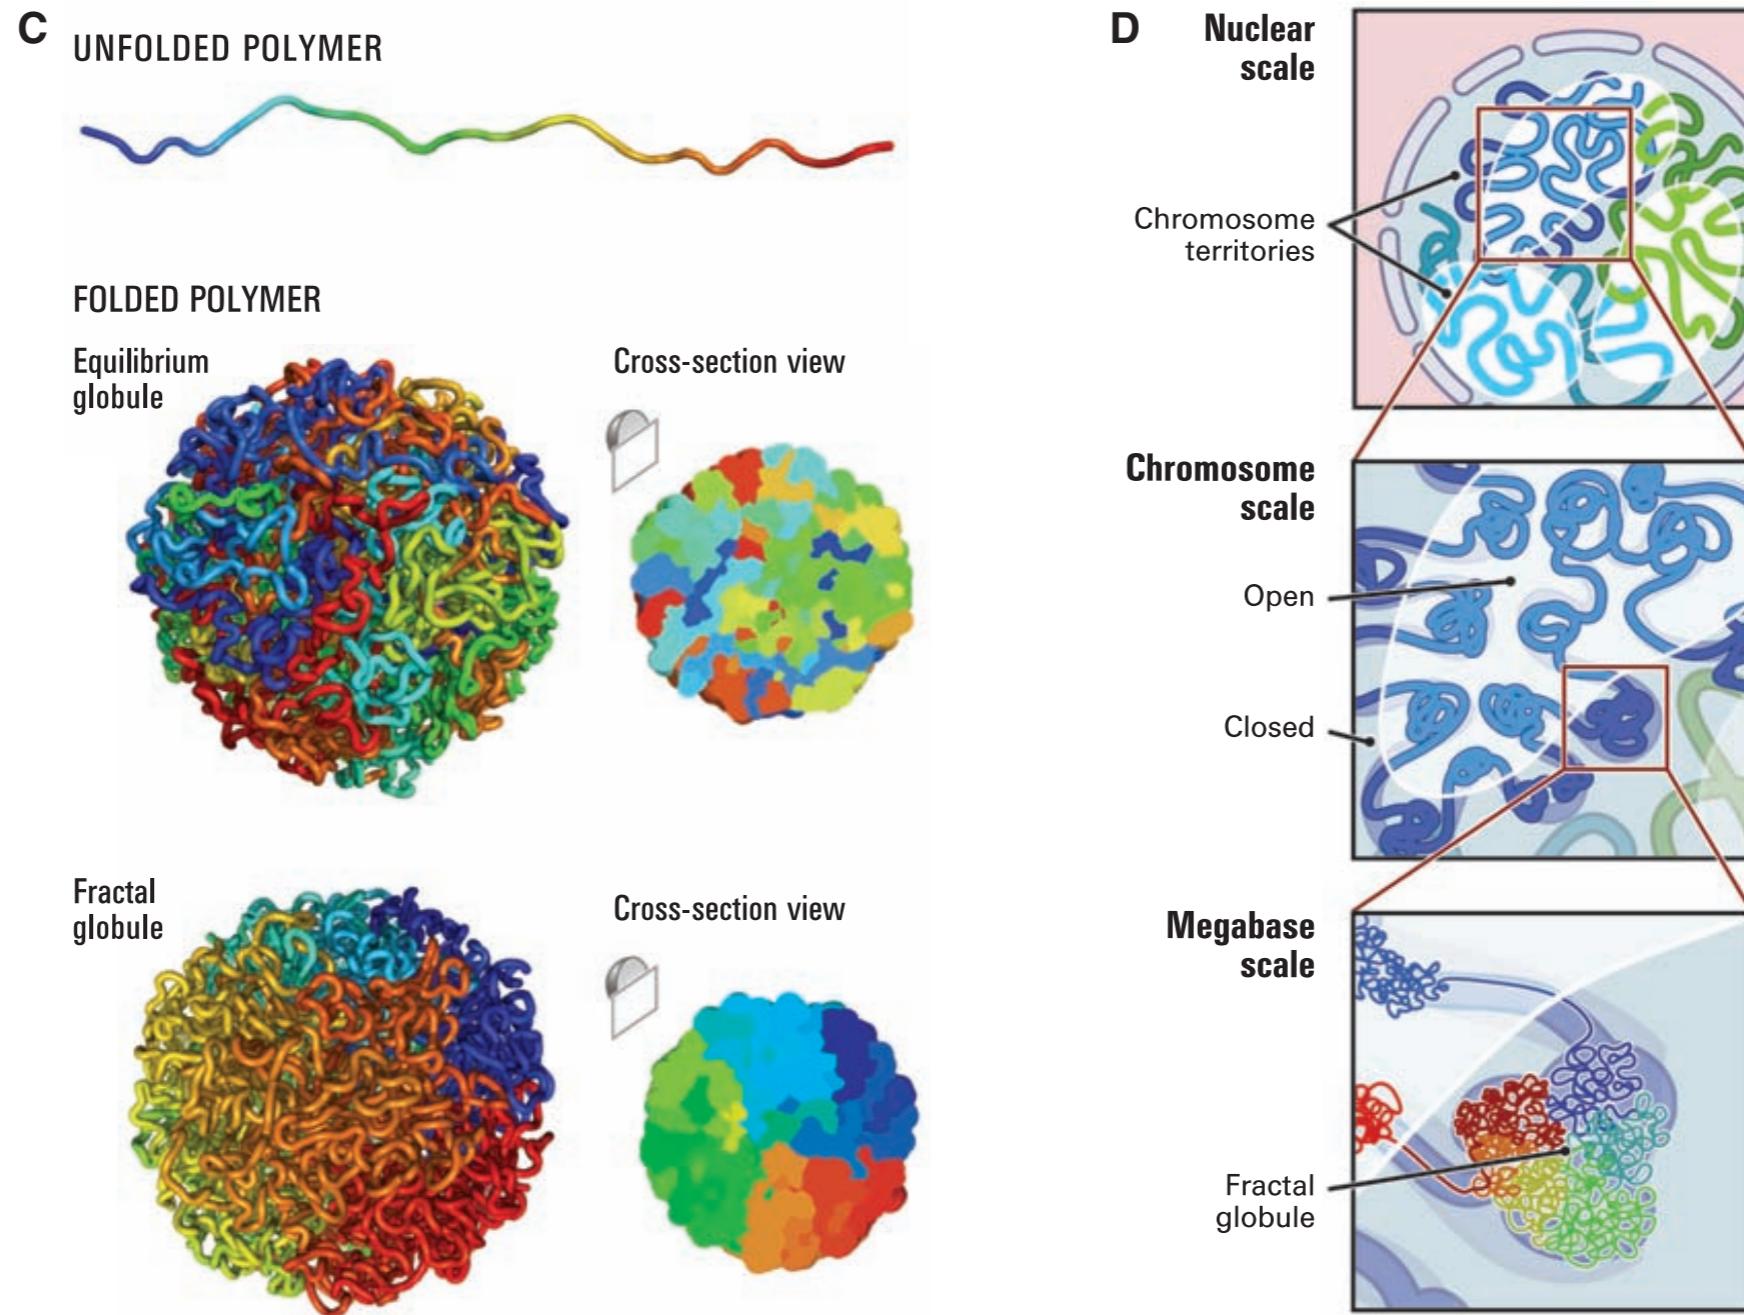 C
UNFOLDED POLYMER
FOLDED POLYMER
Equilibrium
globule
Cross-section view
Fractal
globule
Cross-section view
D
Nuclear
scale
Chromosome
territories
Chromosome
scale
Open
Closed
Megabase
scale
Fractal
globule